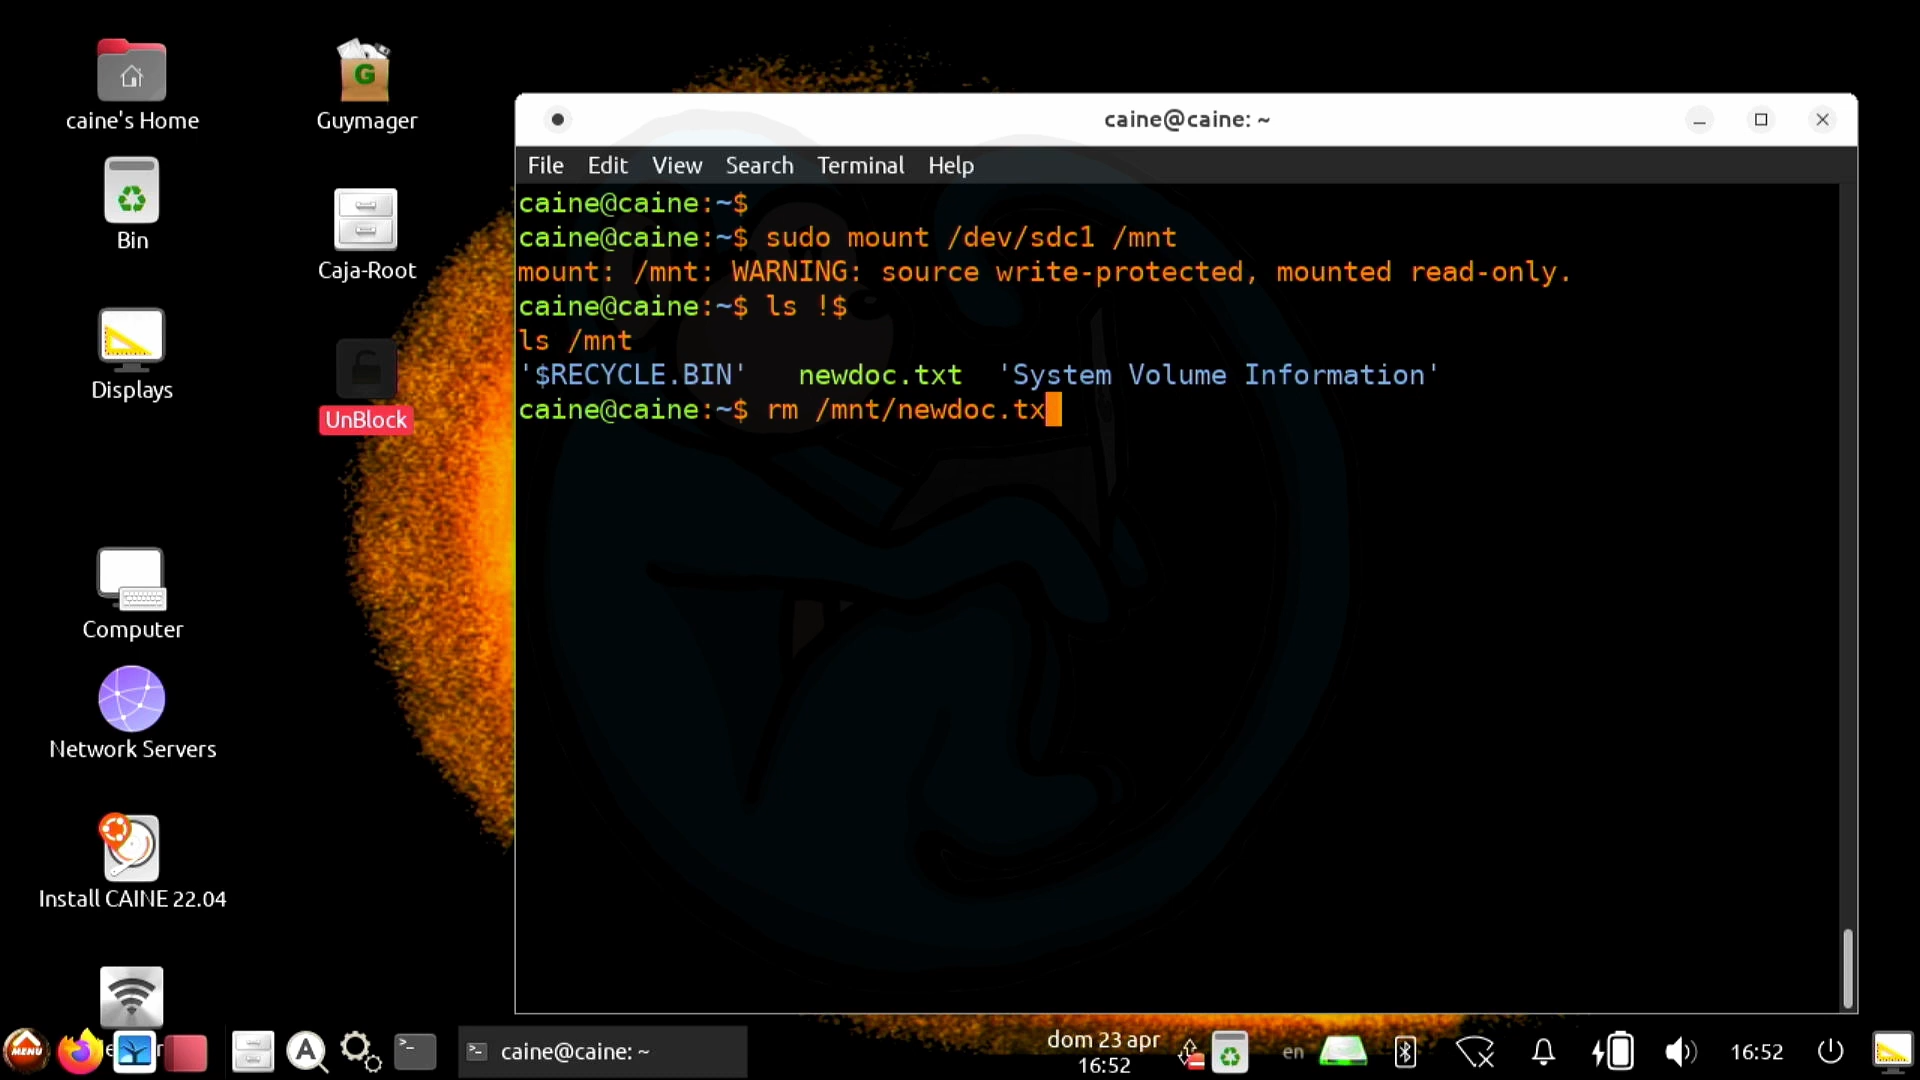 caine's Home
Guymager
Bin
Caja-Root
Displays
UnBlock
Computer
Network Servers
Install CAINE 22.04
caine@caine: ~
File Edit View Search Terminal Help
caine@caine:~$
caine@caine:~$ sudo mount /dev/sdc1 /mnt
mount: /mnt: WARNING: source write-protected, mounted read-only.
caine@caine:~$ ls !$
ls /mnt
'$RECYCLE.BIN' newdoc.txt 'System Volume Information'
caine@caine:~$ rm /mnt/newdoc.tx
MENU
caine@caine: ~
dom 23 apr
16:52
en
16:52